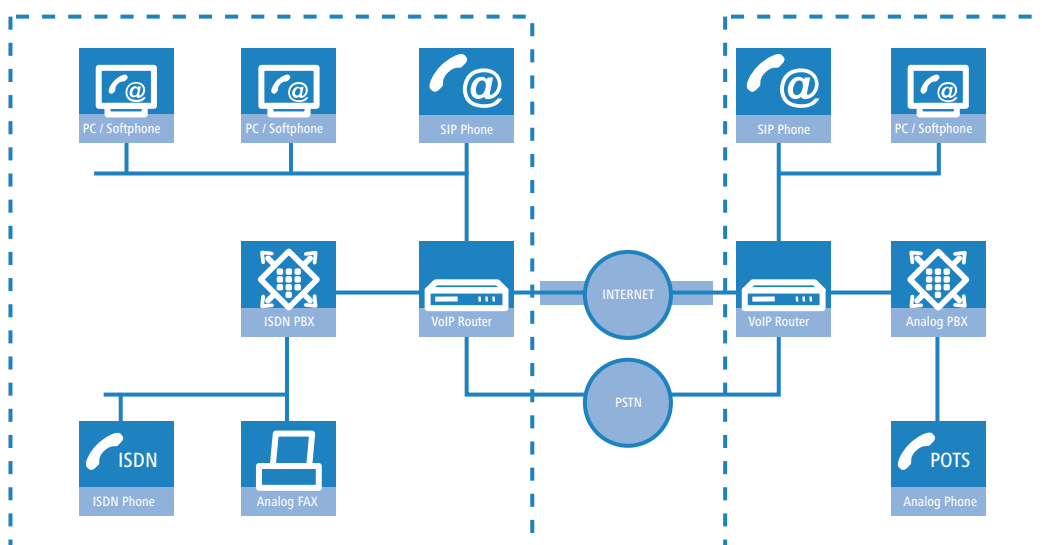 @
@
@
@
@
PC / Softphone
PC / Softphone
SIP Phone
SIP Phone
PC / Softphone
INTERNET
ISDN PBX
VoIP Router
VoIP Router
Analog PBX
PSTN
ISDN
POTS
ISDN Phone
Analog FAX
Analog Phone